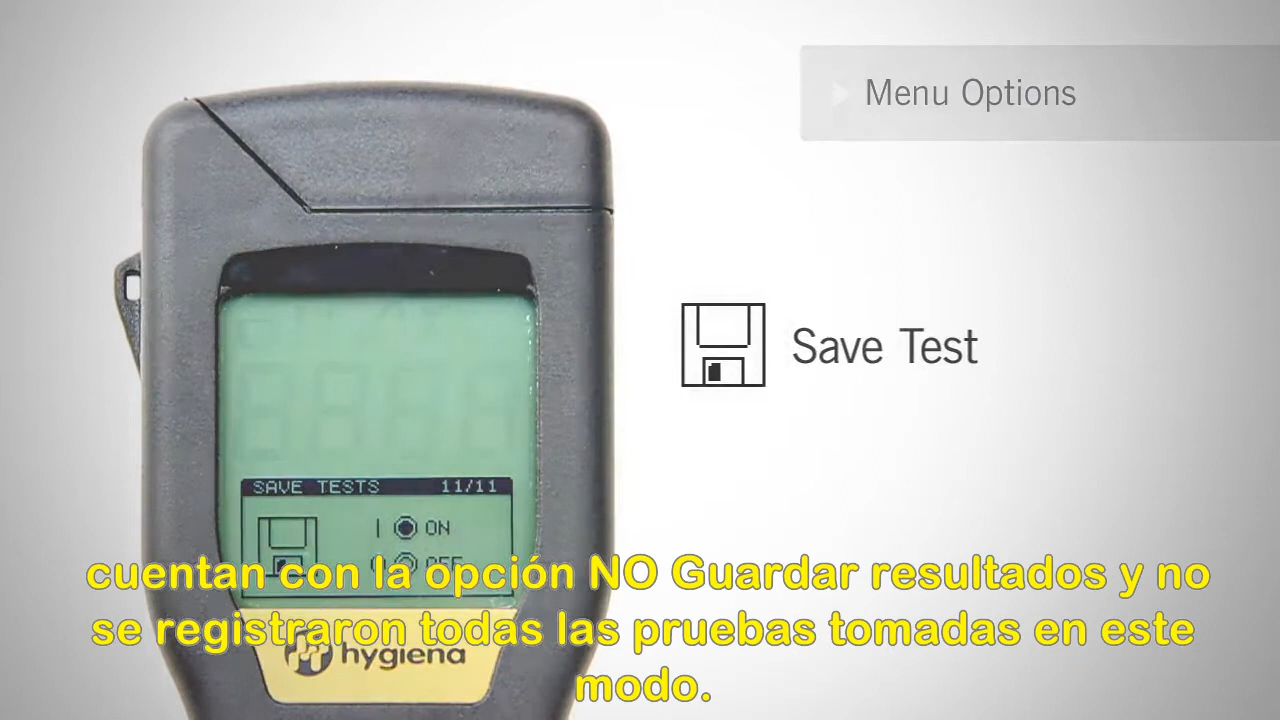 Menu Options
Save Test
SAVE TESTS 11/11
ON
OFF
cuentan con la opción NO Guardar resultados y no
se registraron todas las pruebas tomadas en este
modo.
hygiena